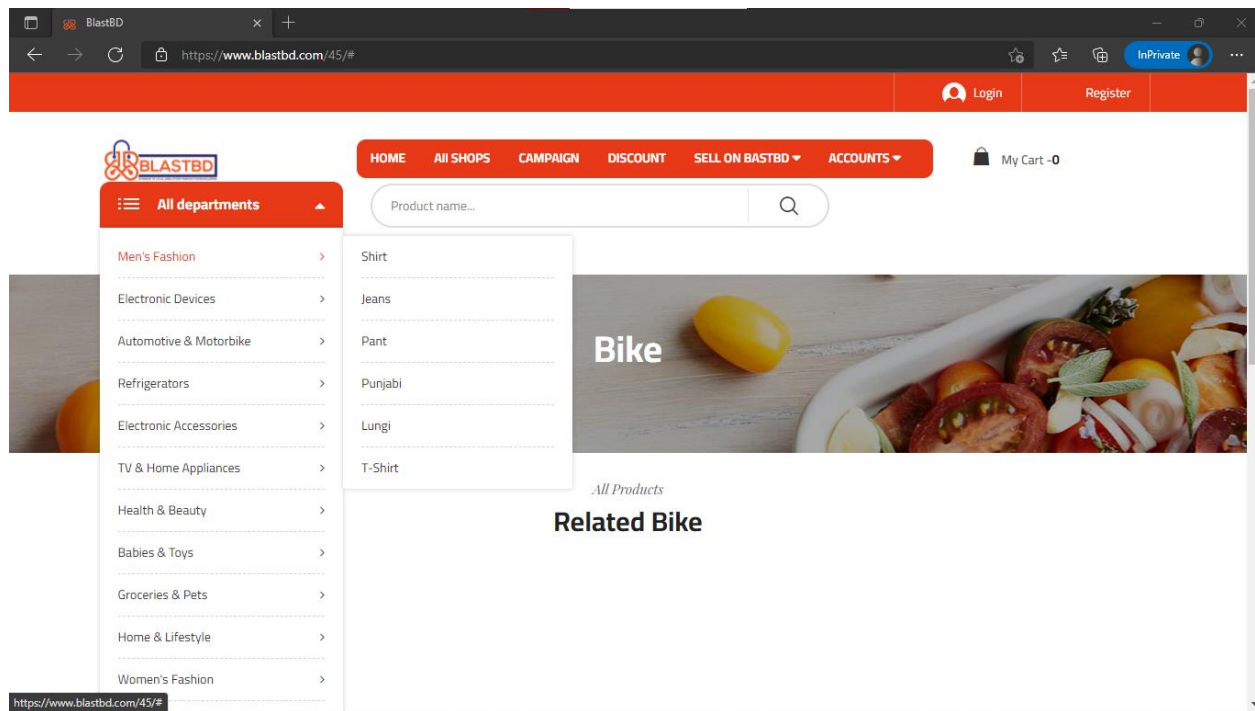 BlastBD
https://www.blastbd.com/45/#
InPrivate
Login
Register
BLASTBD
HOME All SHOPS CAMPAIGN DISCOUNT SELL ON BASTBD ACCOUNTS
My Cart -0
All departments
Product name...
Men's Fashion
Electronic Devices
Automotive & Motorbike
Refrigerators
Electronic Accessories
TV & Home Appliances
Health & Beauty
Babies & Toys
Groceries & Pets
Home & Lifestyle
Women's Fashion
Shirt
Jeans
Pant
Punjabi
Lungi
T-Shirt
Bike
All Products
Related Bike
https://www.blastbd.com/45/#